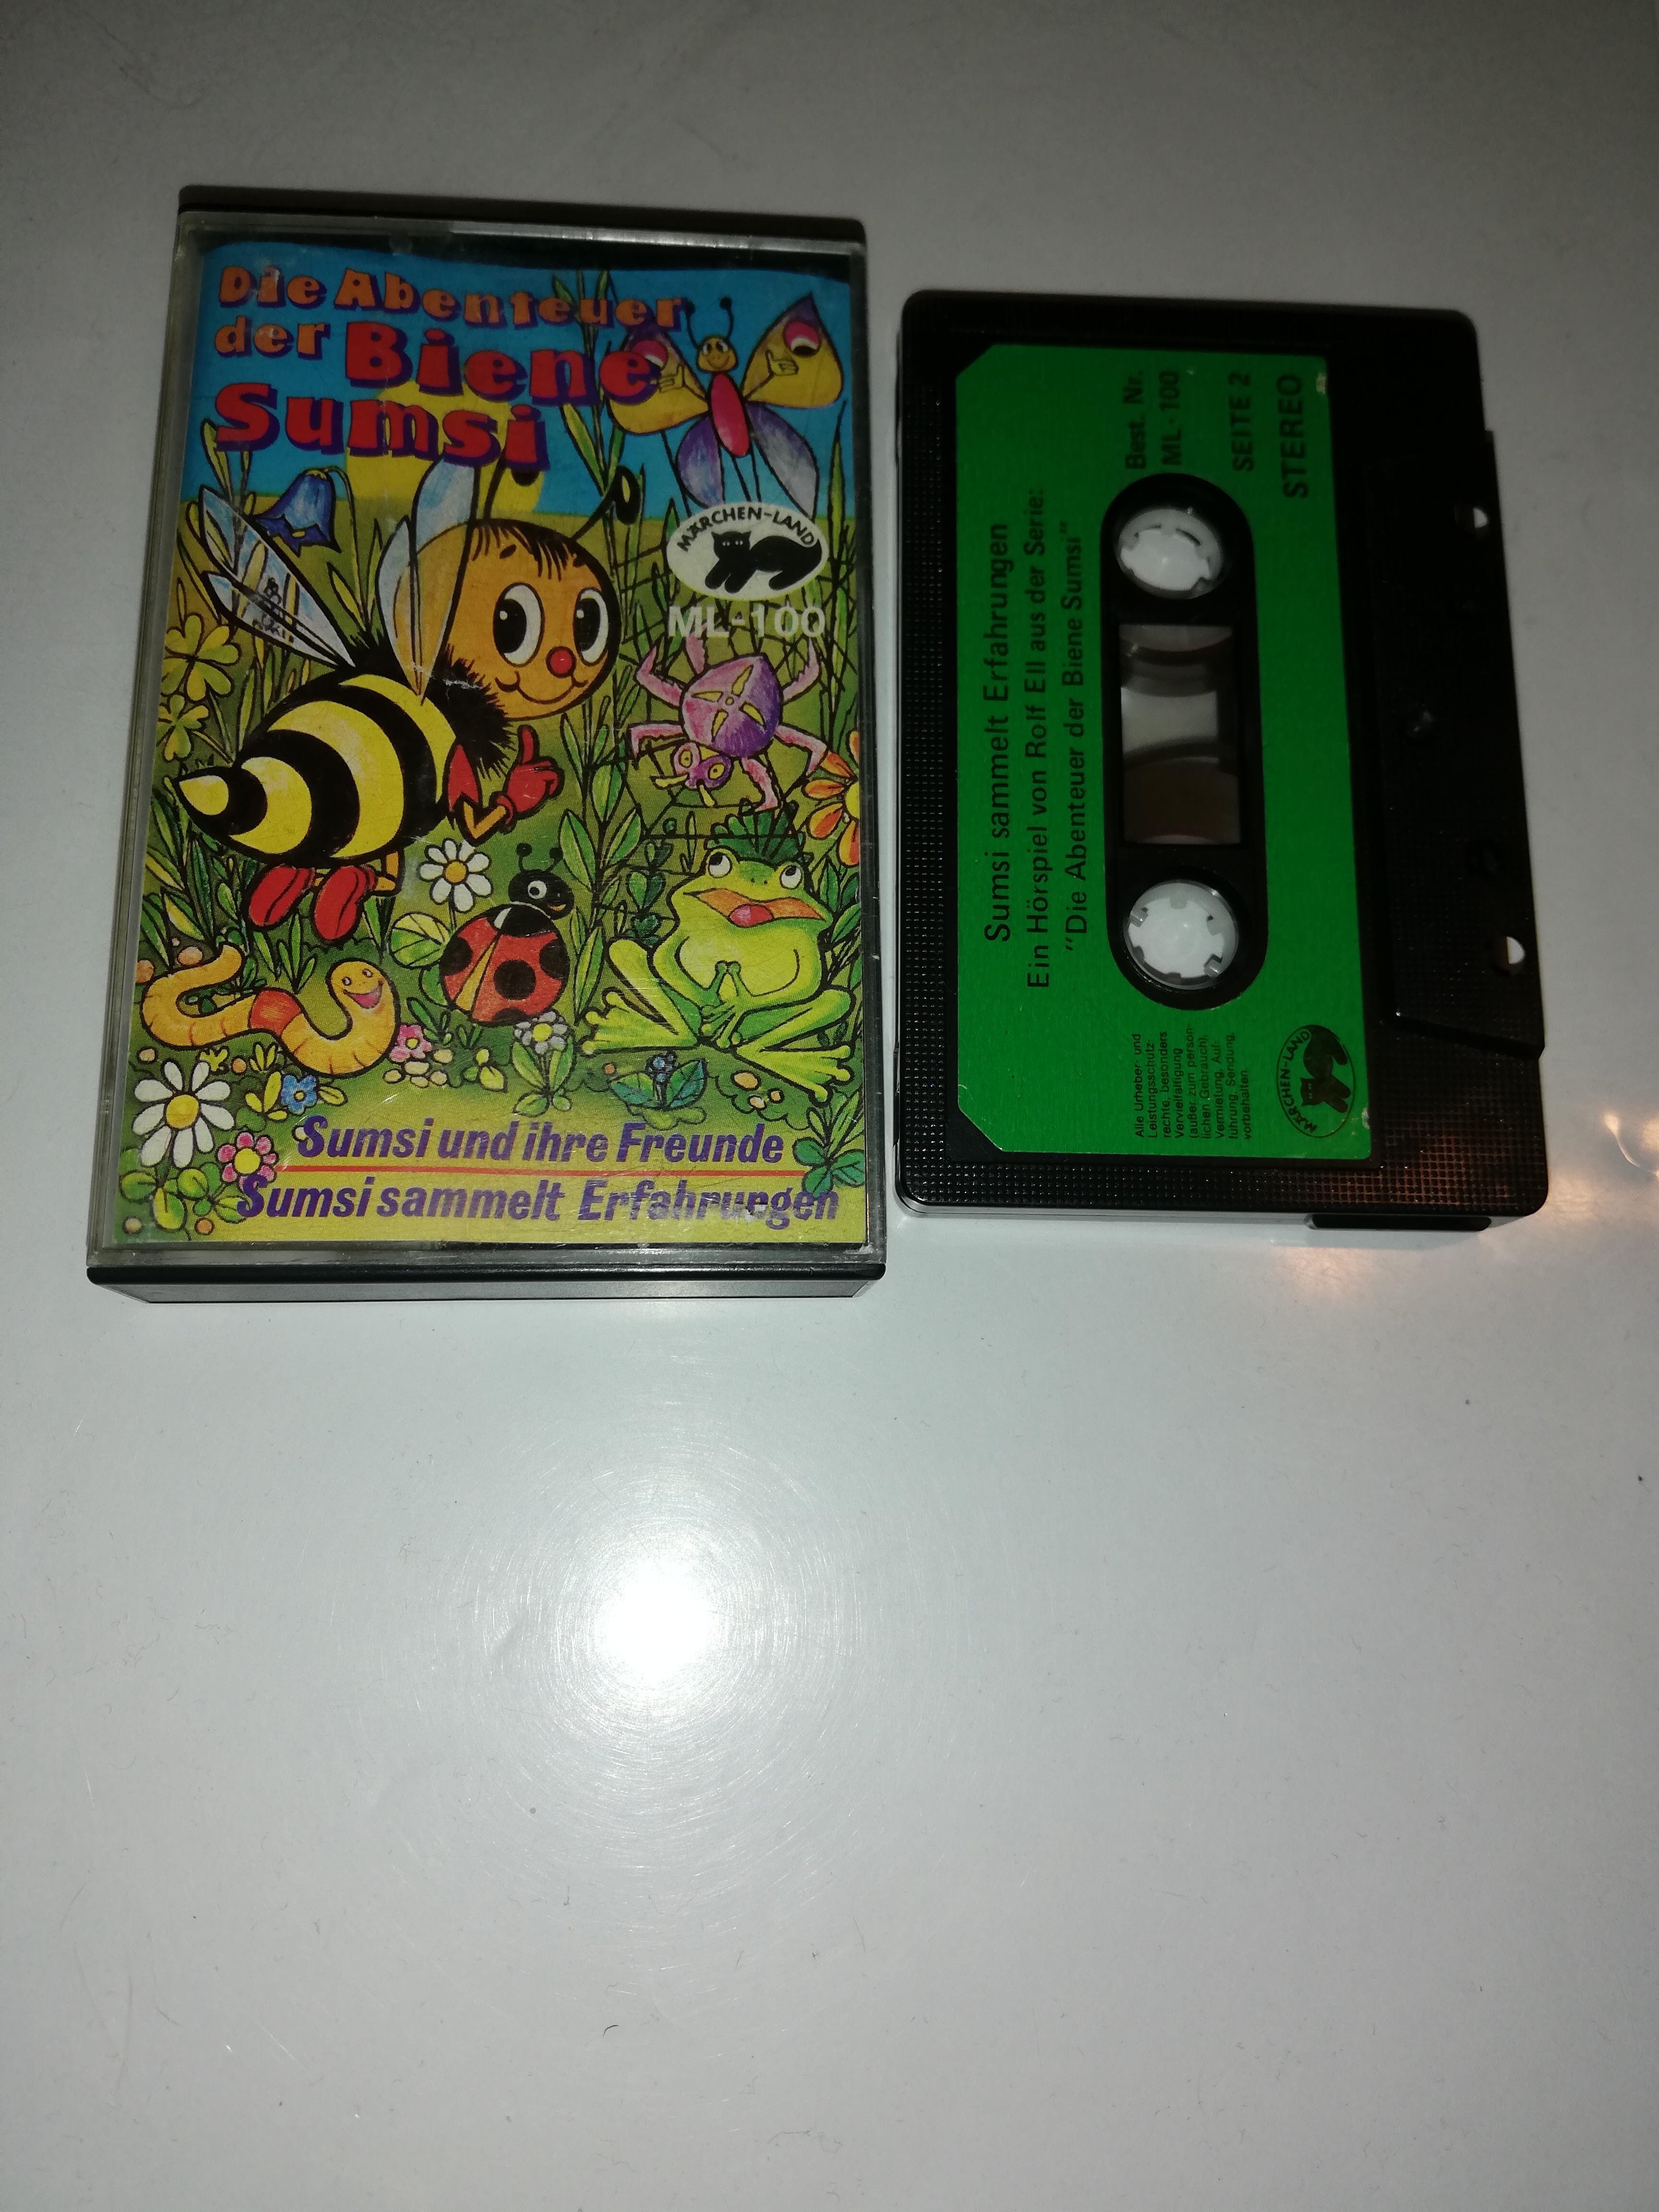 Die Abenteuer
der Biene
Sumsi
MÄRCHEN-LAND
ML-100
Sumsi und ihre Freunde
Sumsi sammelt Erfahrungen
Sumsi sammelt Erfahrungen
Ein Hörspiel von Rolf Ell aus der Serie:
"Die Abenteuer der Biene Sumsi"
Best. Nr.
ML-100
SEITE 2
STEREO
Alle Urheber- und
Leistungsschutz-
rechte, besonders
Vervielfältigung
(außer zum persön-
lichen Gebrauch),
Vermietung, Auf-
führung, Sendung,
vorbehalten.
MÄRCHEN-LAND